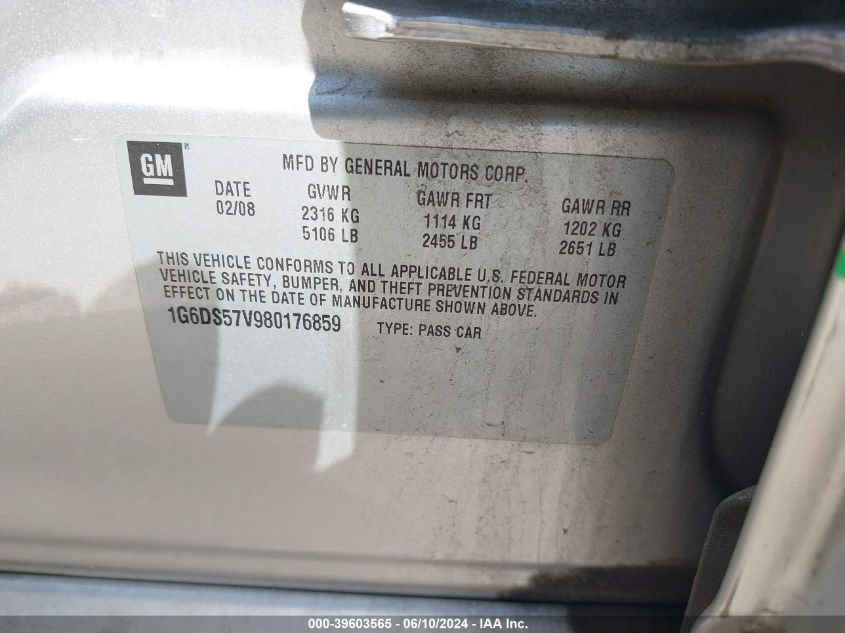 GM ®
MFD BY GENERAL MOTORS CORP.
DATE GVWR GAWR FRT GAWR RR
02/08 2316 KG 1114 KG 1202 KG
5106 LB 2455 LB 2651 LB
THIS VEHICLE CONFORMS TO ALL APPLICABLE U.S. FEDERAL MOTOR
VEHICLE SAFETY, BUMPER, AND THEFT PREVENTION STANDARDS IN
EFFECT ON THE DATE OF MANUFACTURE SHOWN ABOVE.
1G6DS57V980176859 TYPE: PASS CAR
000-39603565 - 06/10/2024 - IAA Inc.